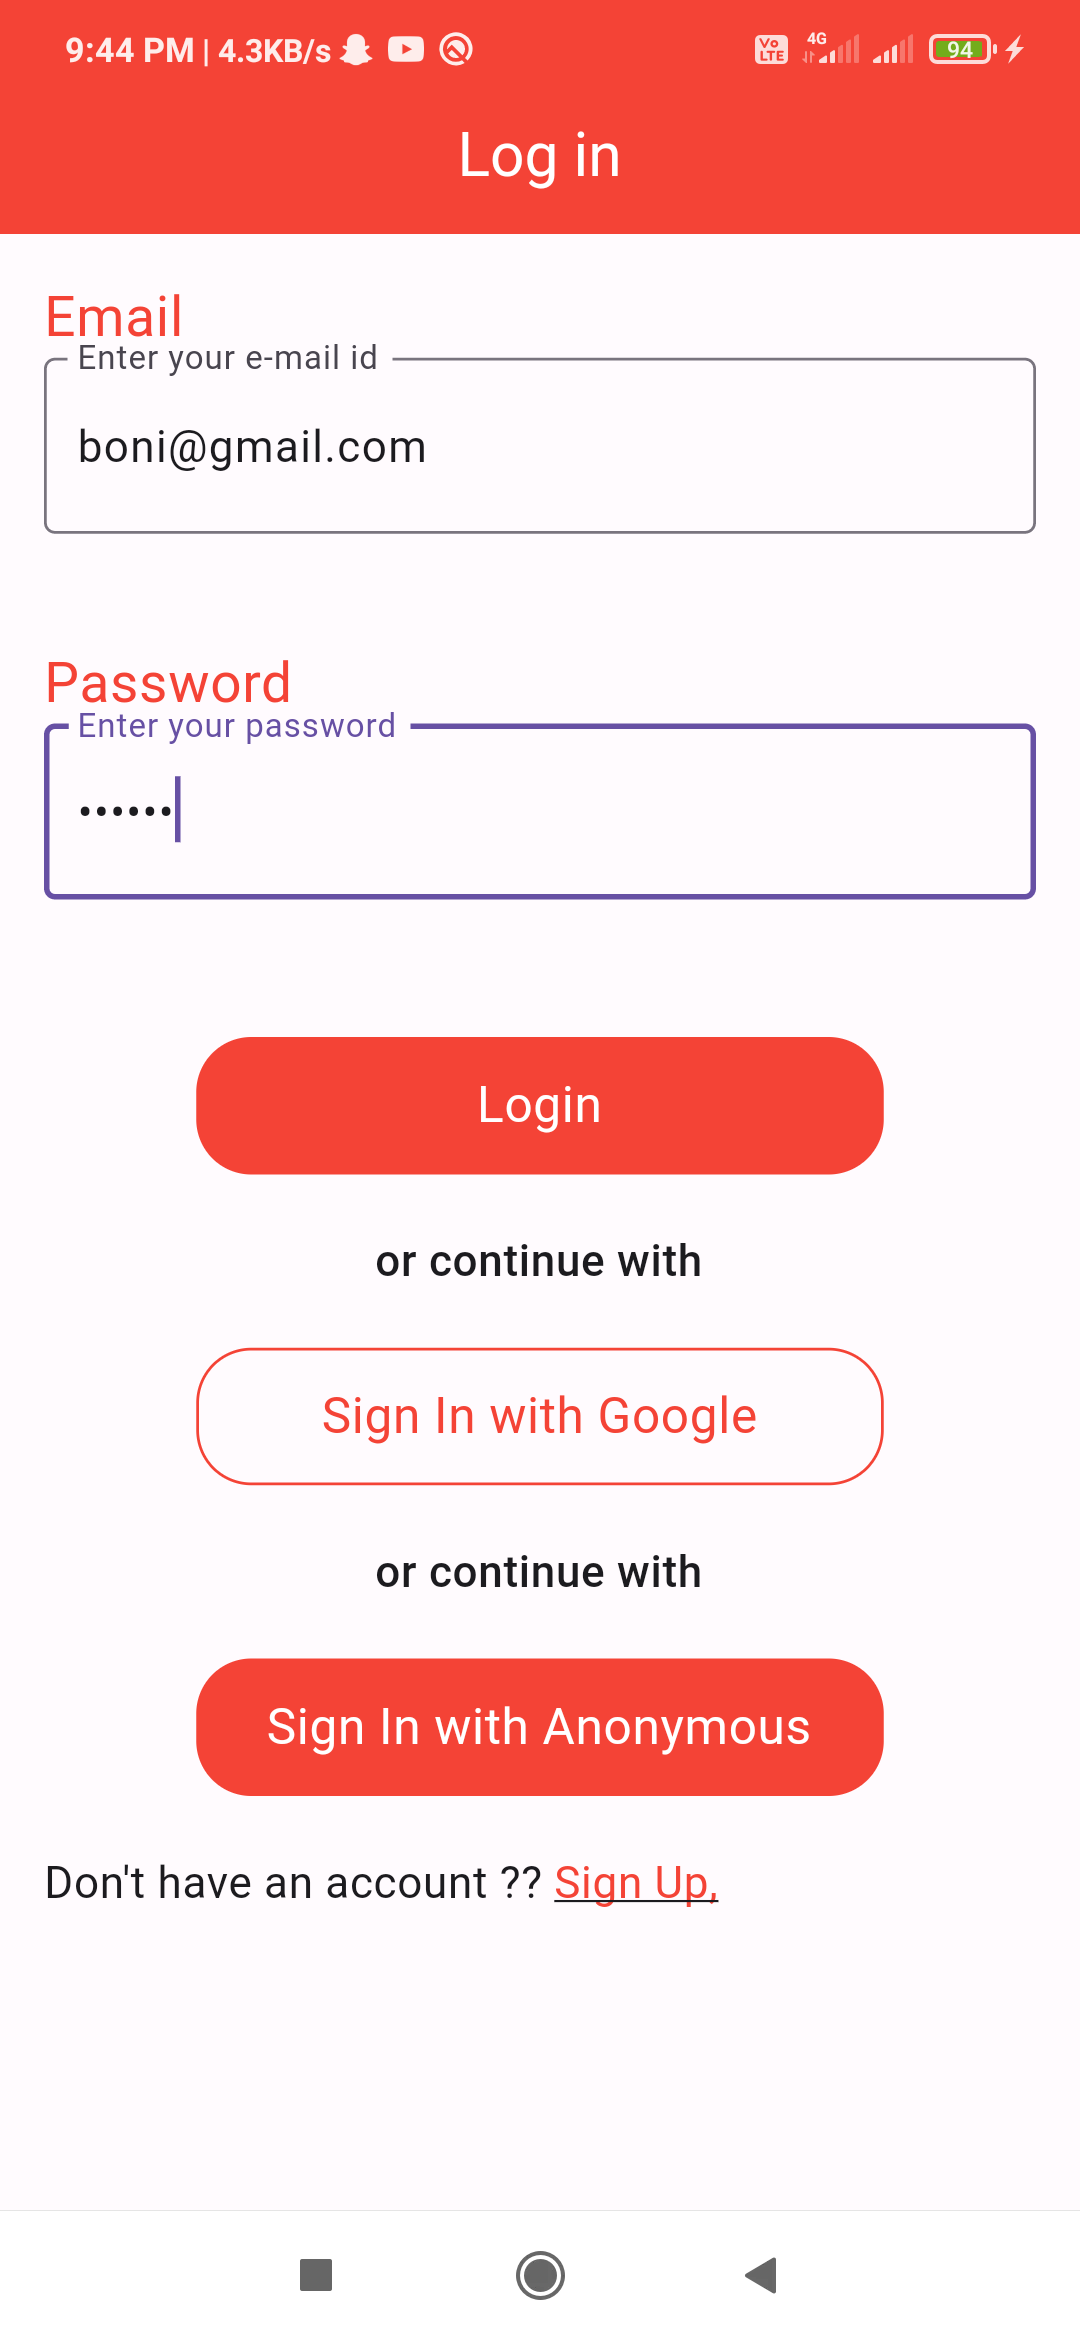 9:44 PM | 4.3KB/s Vo LTE 4G 94
Log in
Email
Enter your e-mail id
boni@gmail.com
Password
Enter your password
••••••
Login
or continue with
Sign In with Google
or continue with
Sign In with Anonymous
Don't have an account ?? Sign Up,